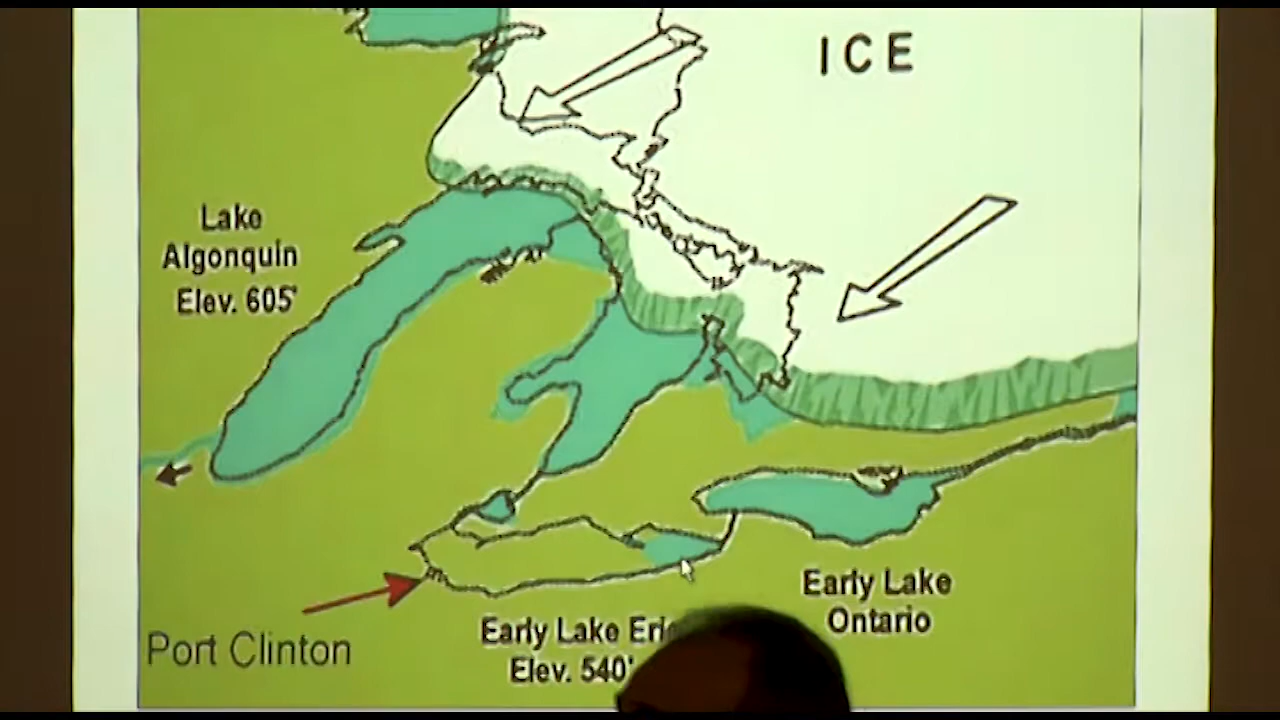 ICE
Lake
Algonquin
Elev. 605'
Early Lake
Ontario
Early Lake Erie
Elev. 540'
Port Clinton